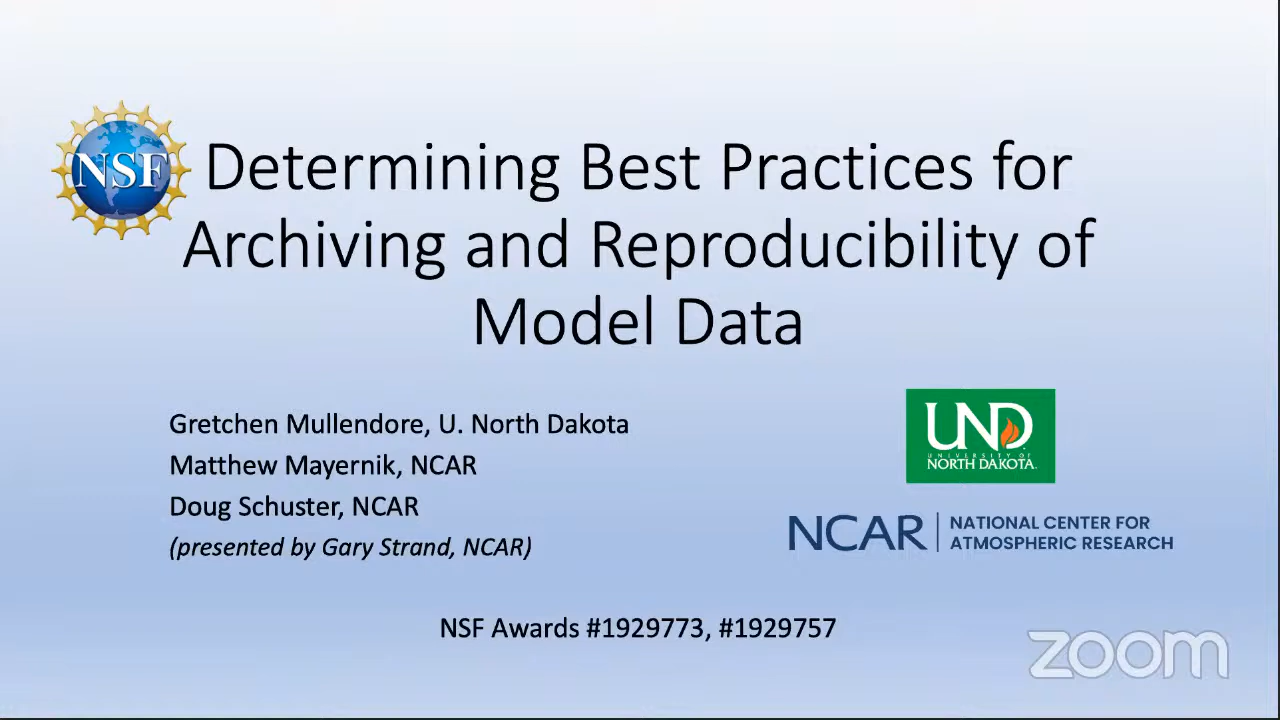 NSF
Determining Best Practices for
Archiving and Reproducibility of
Model Data
Gretchen Mullendore, U. North Dakota
Matthew Mayernik, NCAR
Doug Schuster, NCAR
(presented by Gary Strand, NCAR)
UND
UNIVERSITY OF
NORTH DAKOTA.
NCAR
NATIONAL CENTER FOR
ATMOSPHERIC RESEARCH
NSF Awards #1929773, #1929757
zoom